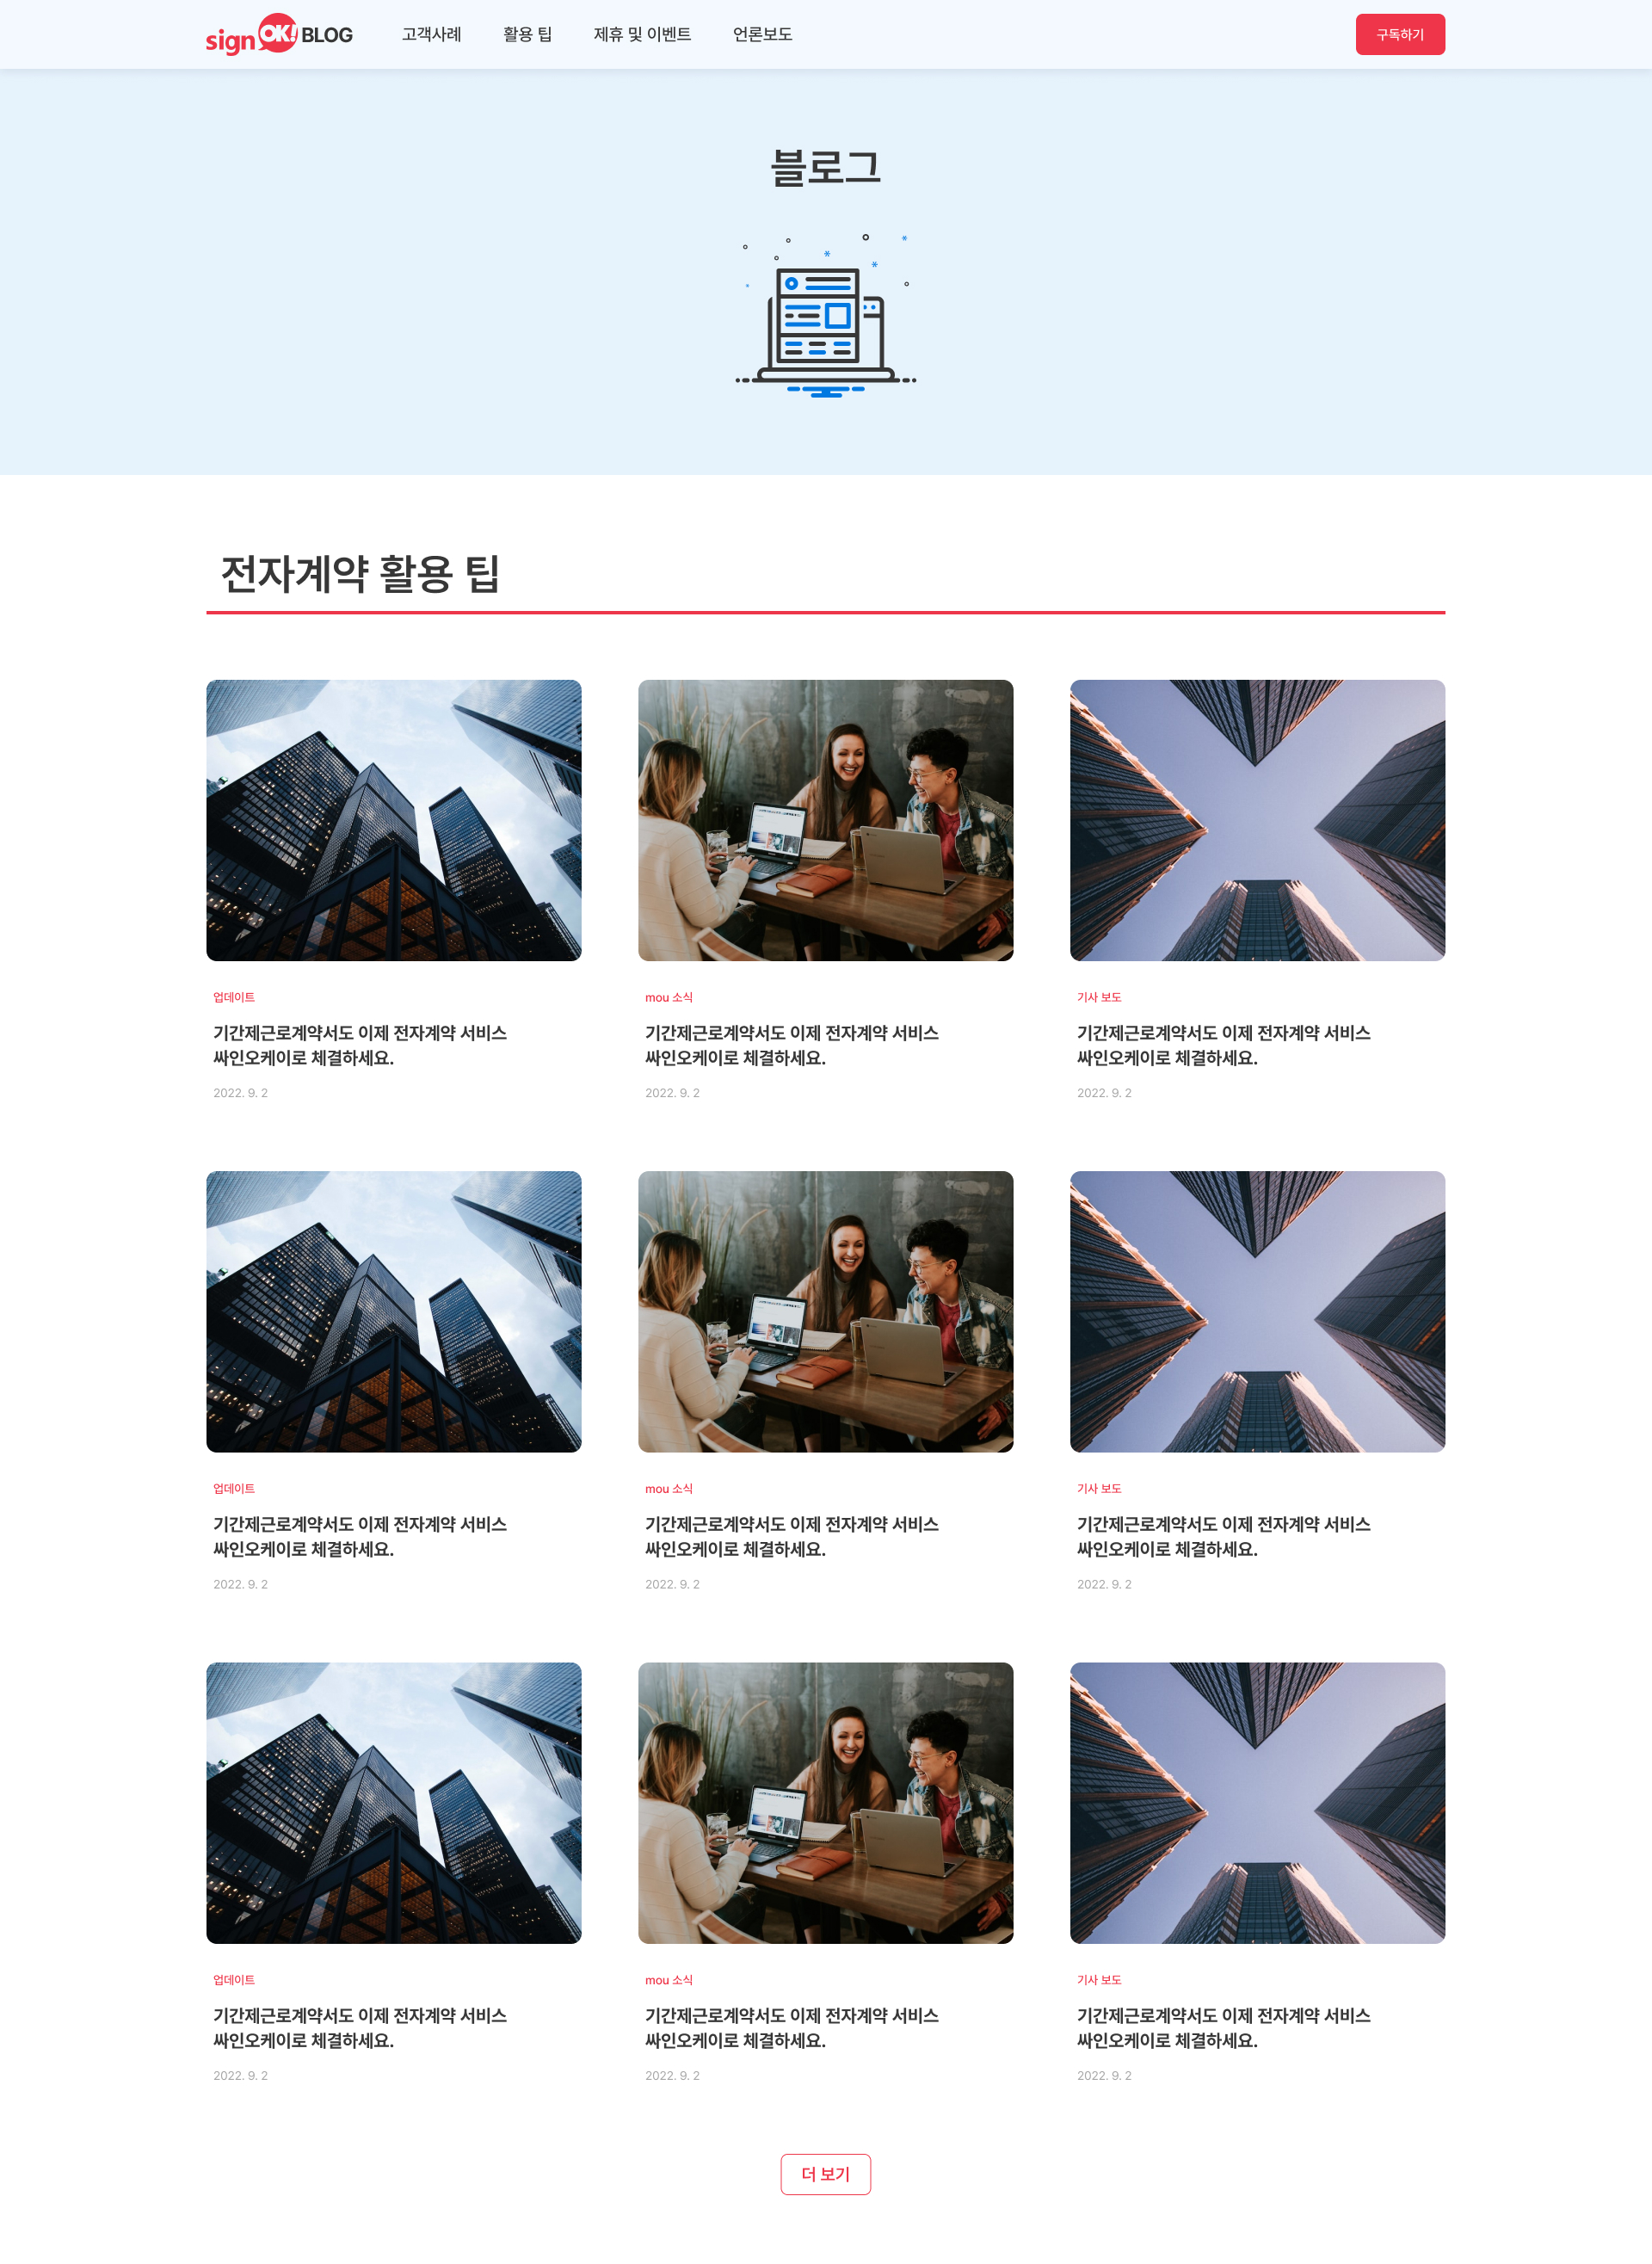 sign OK! BLOG
고객사례
활용 팁
제휴 및 이벤트
언론보도
구독하기
블로그
전자계약 활용 팁
업데이트
기간제근로계약서도 이제 전자계약 서비스
싸인오케이로 체결하세요.
2022. 9. 2
mou 소식
기간제근로계약서도 이제 전자계약 서비스
싸인오케이로 체결하세요.
2022. 9. 2
기사 보도
기간제근로계약서도 이제 전자계약 서비스
싸인오케이로 체결하세요.
2022. 9. 2
업데이트
기간제근로계약서도 이제 전자계약 서비스
싸인오케이로 체결하세요.
2022. 9. 2
mou 소식
기간제근로계약서도 이제 전자계약 서비스
싸인오케이로 체결하세요.
2022. 9. 2
기사 보도
기간제근로계약서도 이제 전자계약 서비스
싸인오케이로 체결하세요.
2022. 9. 2
업데이트
기간제근로계약서도 이제 전자계약 서비스
싸인오케이로 체결하세요.
2022. 9. 2
mou 소식
기간제근로계약서도 이제 전자계약 서비스
싸인오케이로 체결하세요.
2022. 9. 2
기사 보도
기간제근로계약서도 이제 전자계약 서비스
싸인오케이로 체결하세요.
2022. 9. 2
더 보기